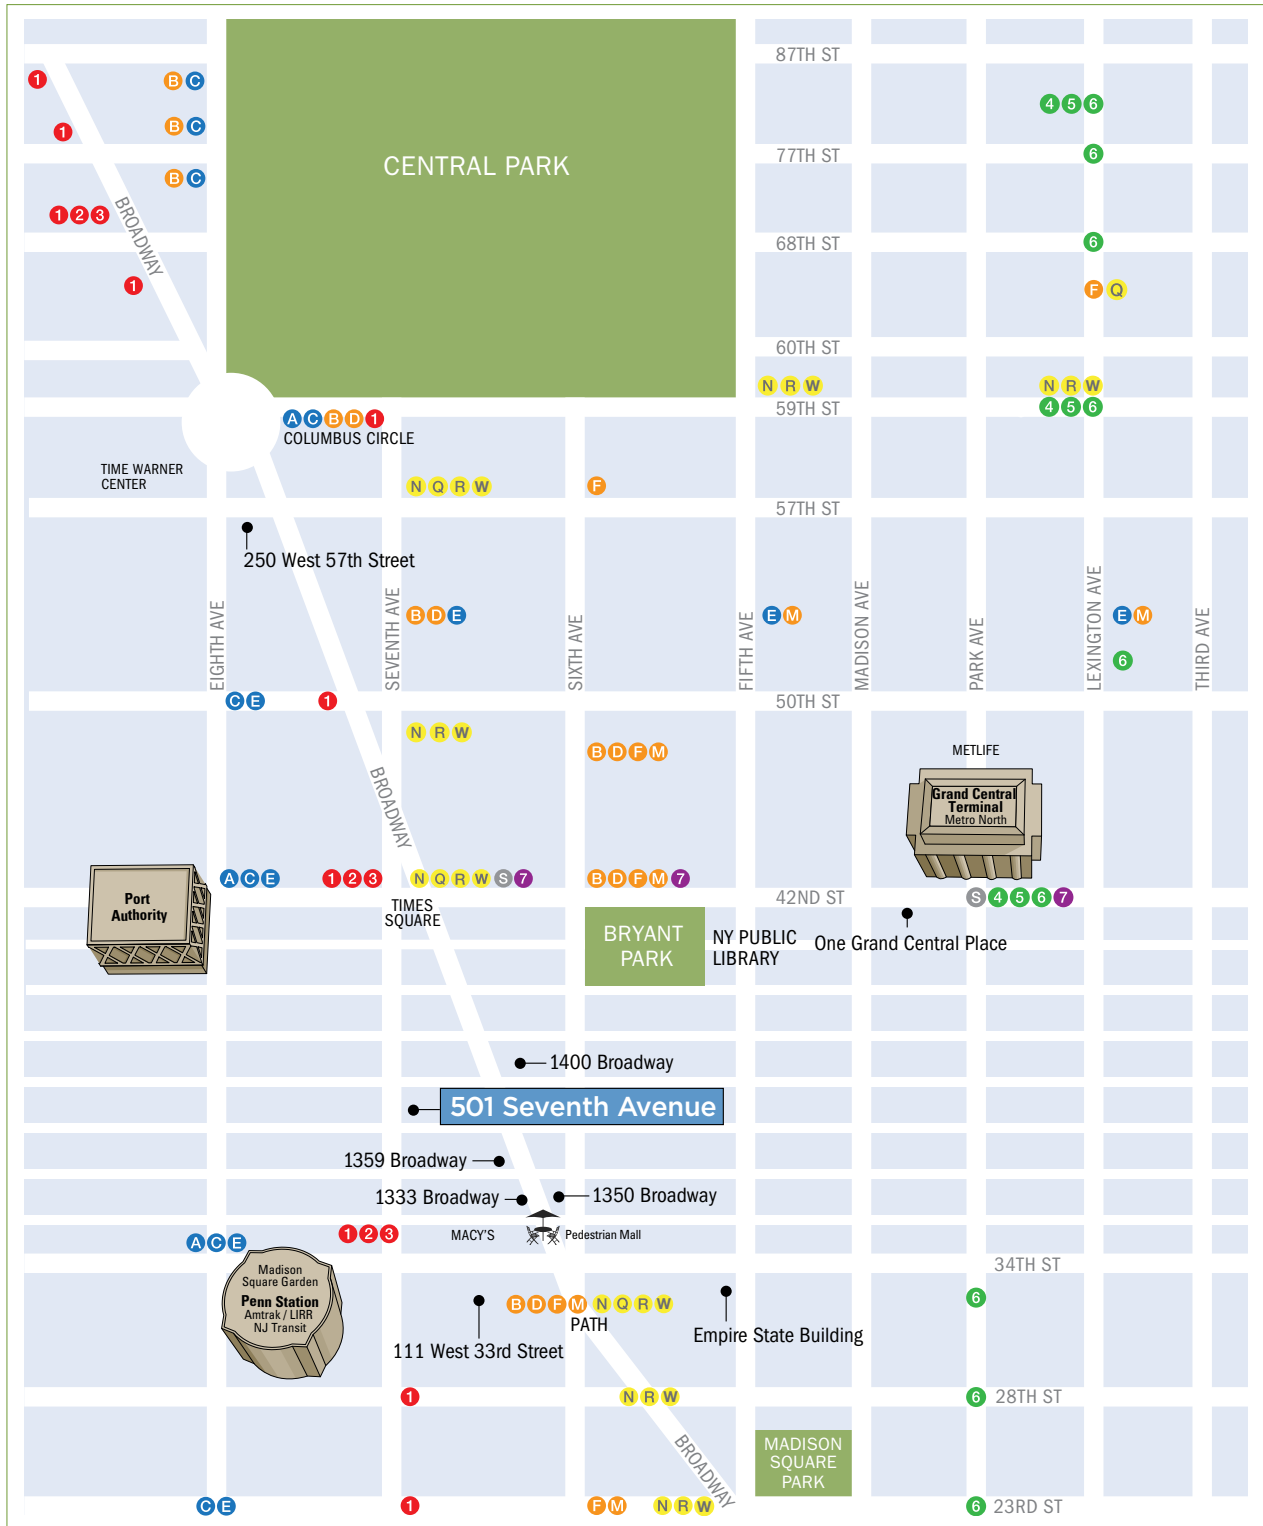 87TH ST
1
B C
4 5 6
1
B C
77TH ST
6
CENTRAL PARK
B C
1 2 3
BROADWAY
68TH ST
6
1
F Q
60TH ST
N R W
N R W
59TH ST
4 5 6
A C B D 1
COLUMBUS CIRCLE
TIME WARNER
CENTER
N Q R W
F
57TH ST
250 West 57th Street
EIGHTH AVE
SEVENTH AVE
SIXTH AVE
FIFTH AVE
MADISON AVE
PARK AVE
LEXINGTON AVE
THIRD AVE
B D E
E M
E M
6
C E
1
50TH ST
N R W
B D F M
METLIFE
BROADWAY
Grand Central
Terminal
Metro North
Port
Authority
A C E
1 2 3
N Q R W S 7
B D F M 7
42ND ST
S 4 5 6 7
TIMES
SQUARE
BRYANT
PARK
NY PUBLIC
LIBRARY
One Grand Central Place
1400 Broadway
501 Seventh Avenue
1359 Broadway
1333 Broadway
1350 Broadway
A C E
1 2 3
MACY'S
Pedestrian Mall
34TH ST
Madison
Square Garden
Penn Station
Amtrak / LIRR
NJ Transit
B D F M N Q R W
PATH
6
111 West 33rd Street
Empire State Building
1
N R W
6
28TH ST
BROADWAY
MADISON
SQUARE
PARK
C E
1
F M
N R W
6
23RD ST